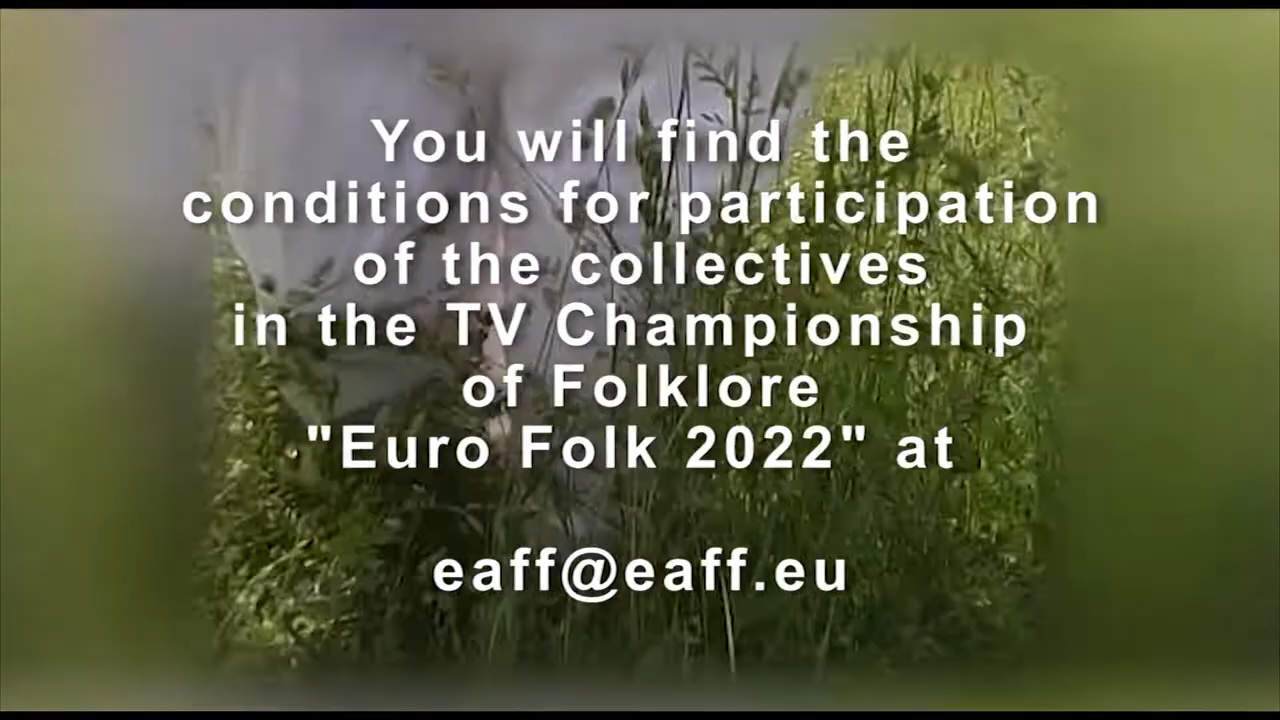 You will find the
conditions for participation
of the collectives
in the TV Championship
of Folklore
"Euro Folk 2022" at
eaff@eaff.eu